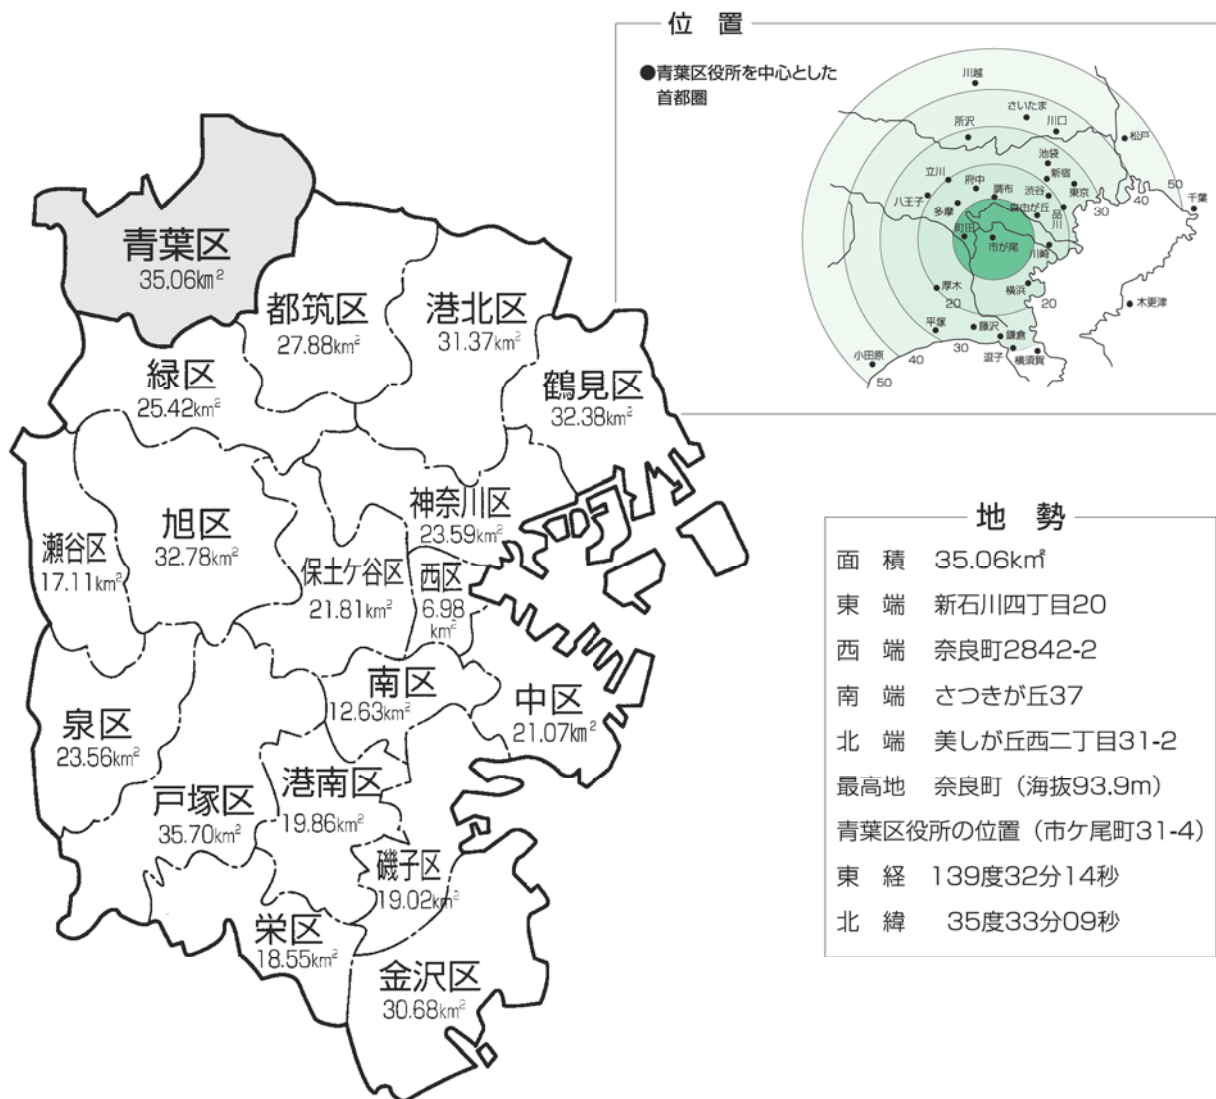 位 置
●青葉区役所を中心とした
首都圏
川越
さいたま
川口
所沢
松戸
池袋
立川
新宿
府中
東京
八王子
調布
渋谷
多摩
自由が丘
品川
千葉
町田
市が尾
川崎
厚木
横浜
木更津
平塚
藤沢
鎌倉
小田原
逗子
横須賀
20
30
40
50
20
30
40
50
青葉区
35.06km²
都筑区
27.88km²
港北区
31.37km²
緑区
25.42km²
鶴見区
32.38km²
神奈川区
23.59km²
旭区
32.78km²
瀬谷区
17.11km²
保土ケ谷区
21.81km²
西区
6.98
km²
南区
12.63km²
中区
21.07km²
泉区
23.56km²
港南区
19.86km²
戸塚区
35.70km²
磯子区
19.02km²
栄区
18.55km²
金沢区
30.68km²
地 勢
面 積 35.06km²
東 端 新石川四丁目20
西 端 奈良町2842-2
南 端 さつきが丘37
北 端 美しが丘西二丁目31-2
最高地 奈良町（海抜93.9m）
青葉区役所の位置（市ケ尾町31-4）
東 経 139度32分14秒
北 緯 35度33分09秒